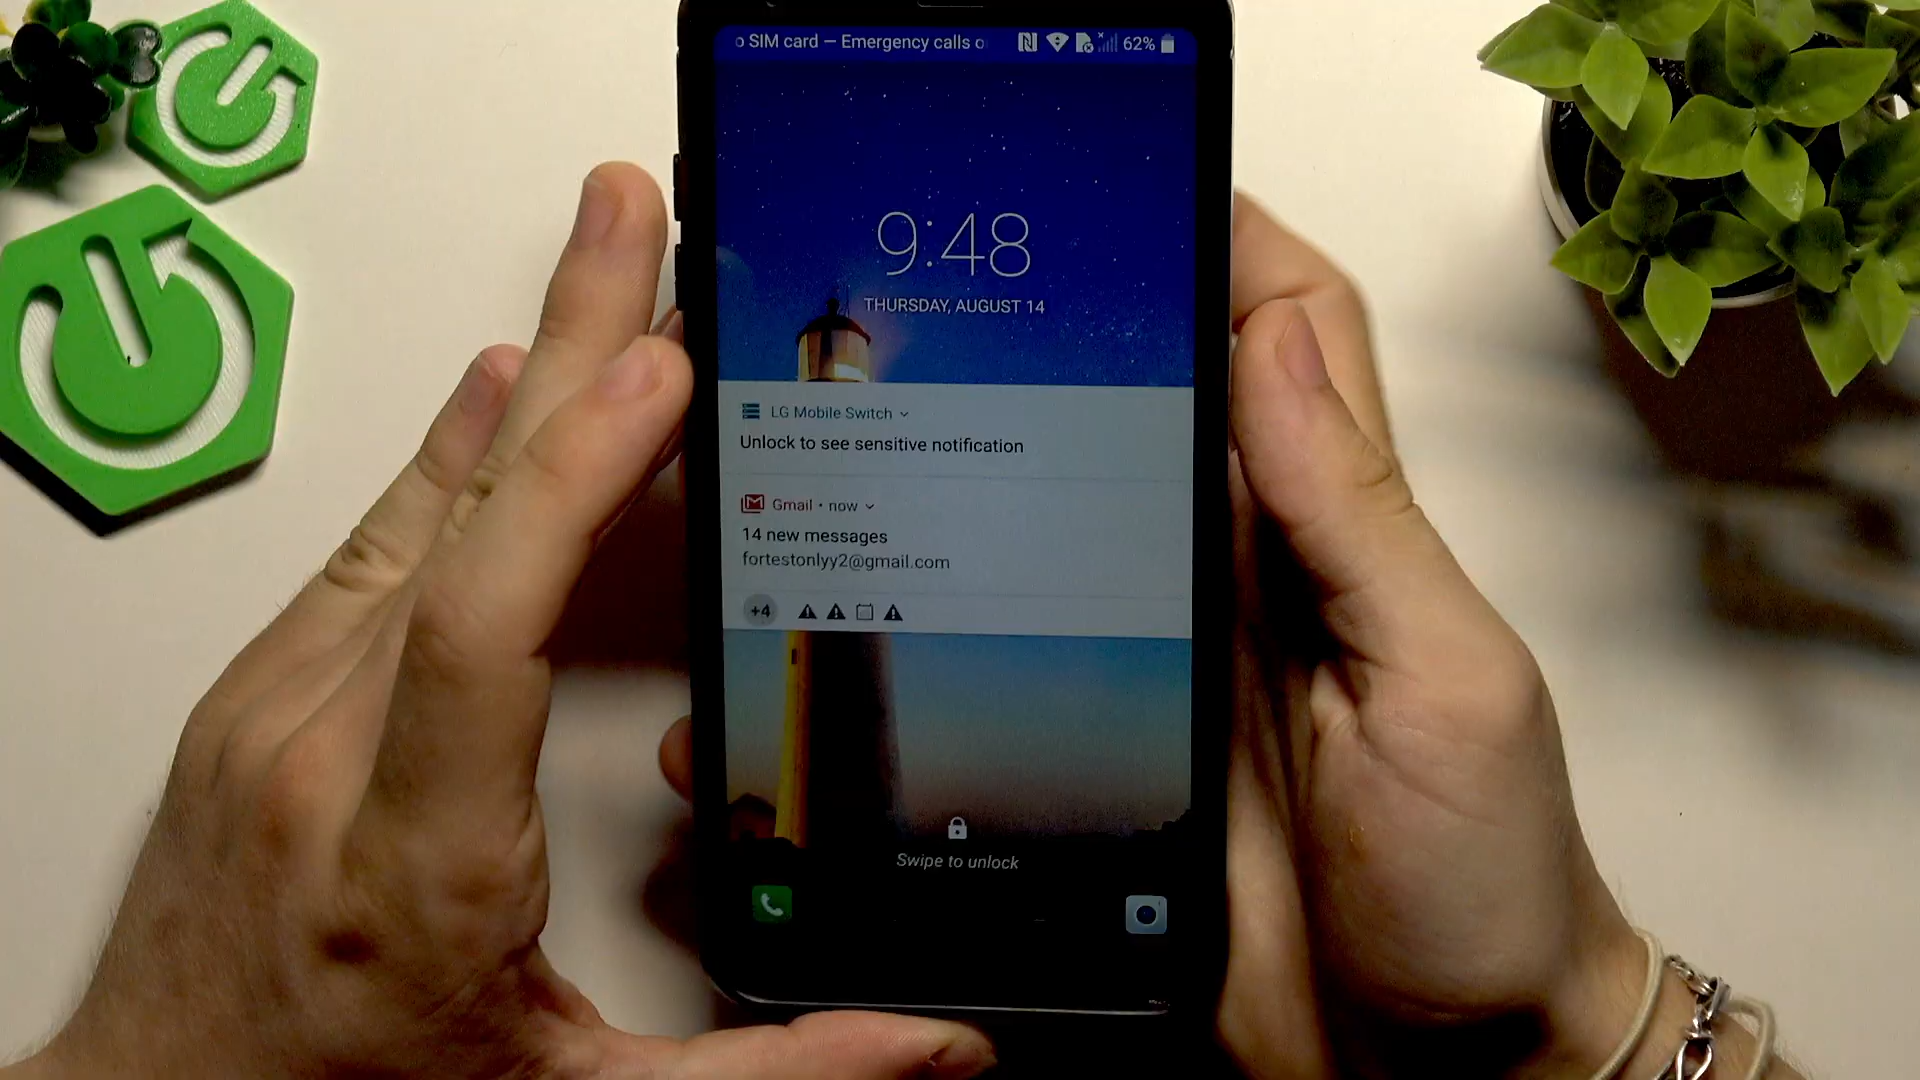 o SIM card — Emergency calls o
62%
9:48
THURSDAY, AUGUST 14
LG Mobile Switch
Unlock to see sensitive notification
Gmail • now
14 new messages
fortestonlyy2@gmail.com
+4
Swipe to unlock